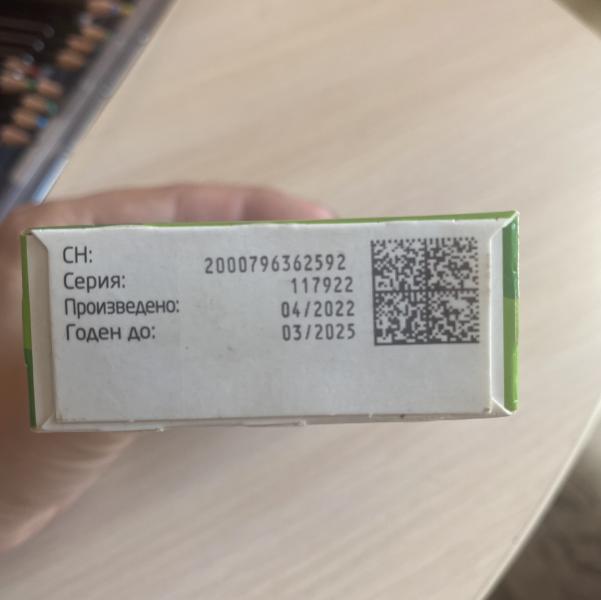 СН: 2000796362592
Серия: 117922
Произведено: 04/2022
Годен до: 03/2025